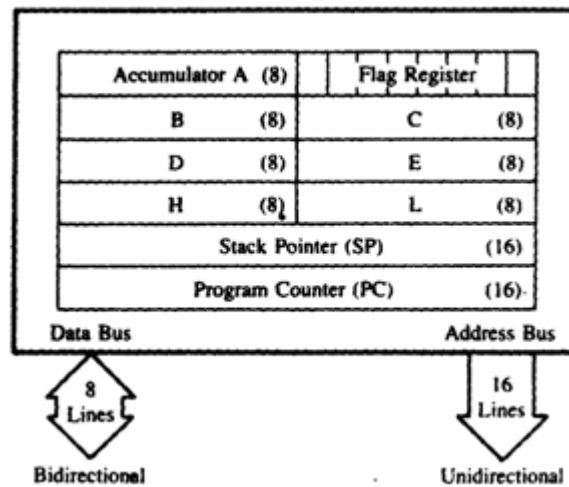 Accumulator A (8) Flag Register
B (8) C (8)
D (8) E (8)
H (8) L (8)
Stack Pointer (SP) (16)
Program Counter (PC) (16)
Data Bus Address Bus
8 Lines 16 Lines
Bidirectional Unidirectional